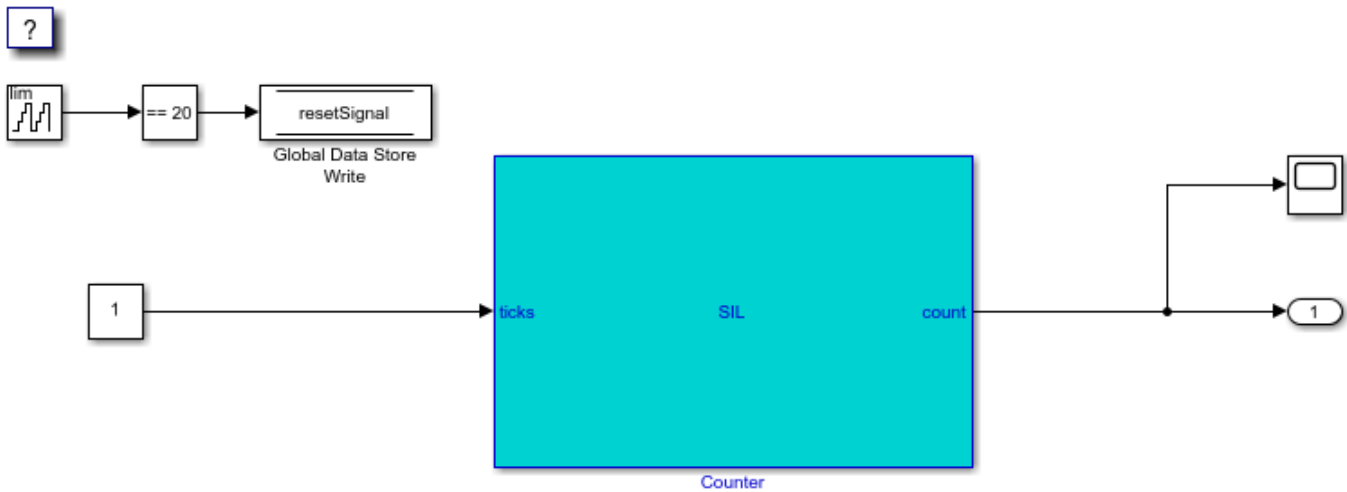 ?
lim
== 20
resetSignal
Global Data Store
Write
1
ticks
SIL
count
1
Counter